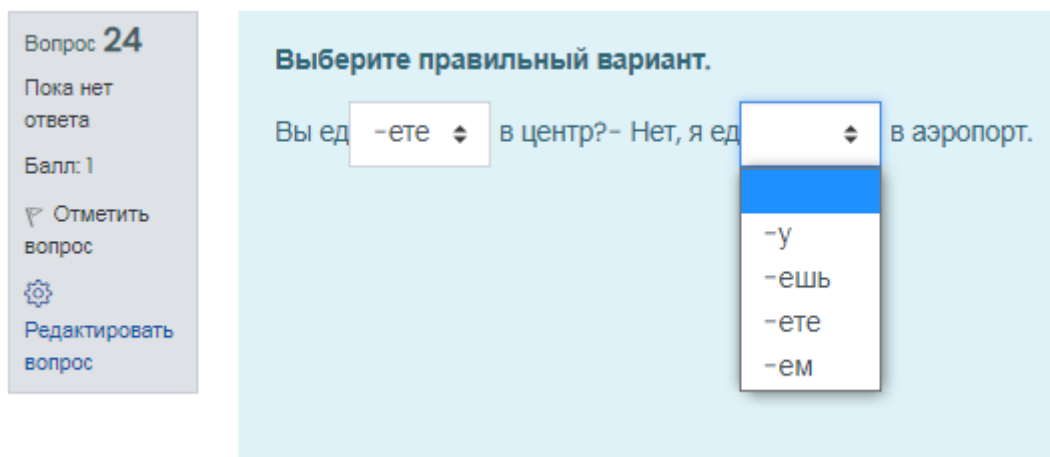 Вопрос 24
Пока нет
ответа
Балл: 1
Отметить
вопрос
Редактировать
вопрос
Выберите правильный вариант.
Вы ед -ете в центр?- Нет, я ед в аэропорт.
-у
-ешь
-ете
-ем